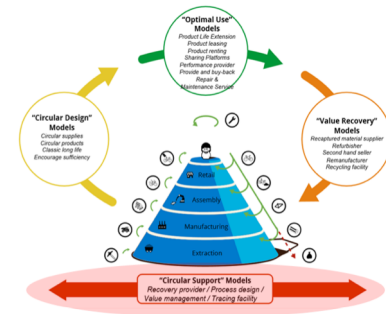 “Optimal Use”
Models
Product Life Extension
Product leasing
Product renting
Sharing Platforms
Performance provider
Provide and buy-back
Repair &
Maintenance Service
“Circular Design”
Models
Circular supplies
Circular products
Classic long life
Encourage sufficiency
“Value Recovery”
Models
Recaptured material supplier
Refurbisher
Second hand seller
Remanufacturer
Recycling facility
Retail
Assembly
Manufacturing
Extraction
“Circular Support” Models
Recovery provider / Process design /
Value management / Tracing facility